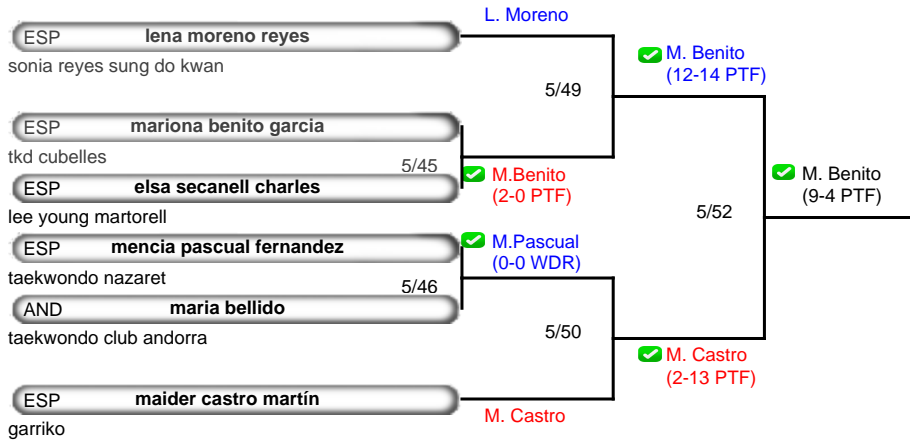 L. Moreno
ESP lena moreno reyes
sonia reyes sung do kwan
M. Benito
(12-14 PTF)
5/49
ESP mariona benito garcia
tkd cubelles
5/45
M.Benito
(2-0 PTF)
ESP elsa secanell charles
lee young martorell
M. Benito
(9-4 PTF)
5/52
ESP mencia pascual fernandez
taekwondo nazaret
M.Pascual
(0-0 WDR)
5/46
AND maria bellido
taekwondo club andorra
5/50
M. Castro
(2-13 PTF)
ESP maider castro martín
garriko
M. Castro